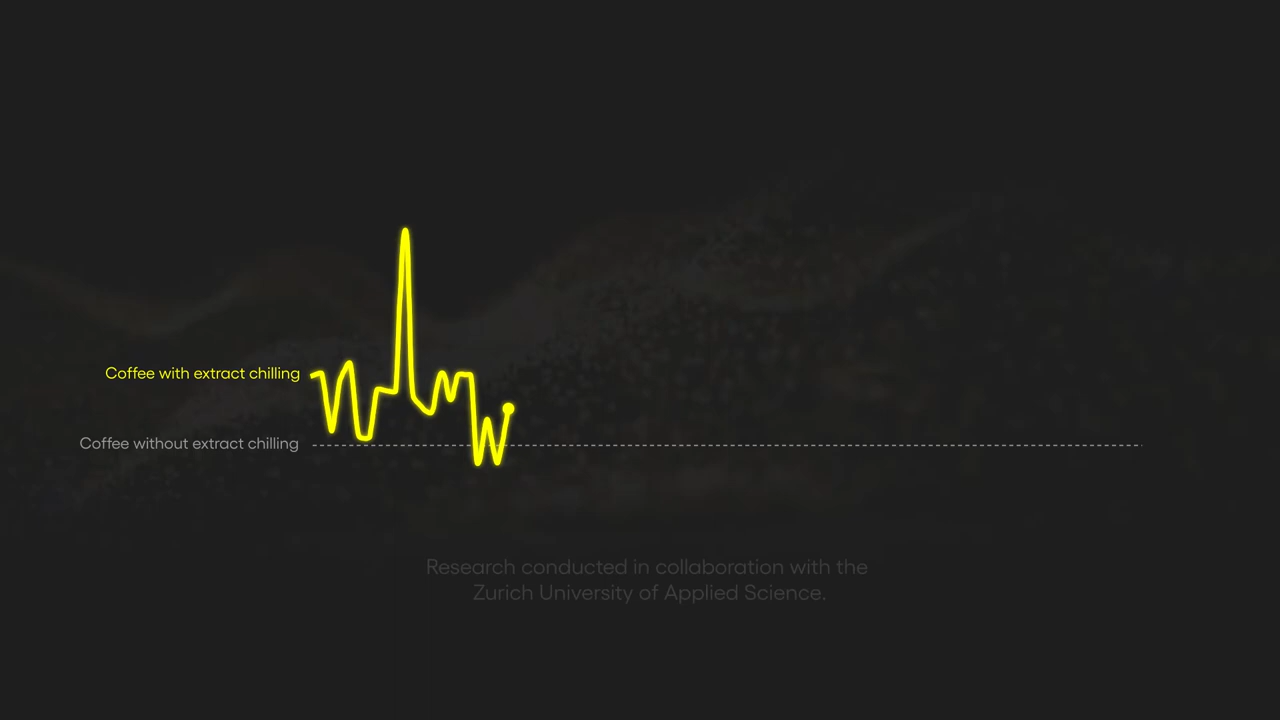 Coffee with extract chilling
Coffee without extract chilling
Research conducted in collaboration with the
Zurich University of Applied Science.